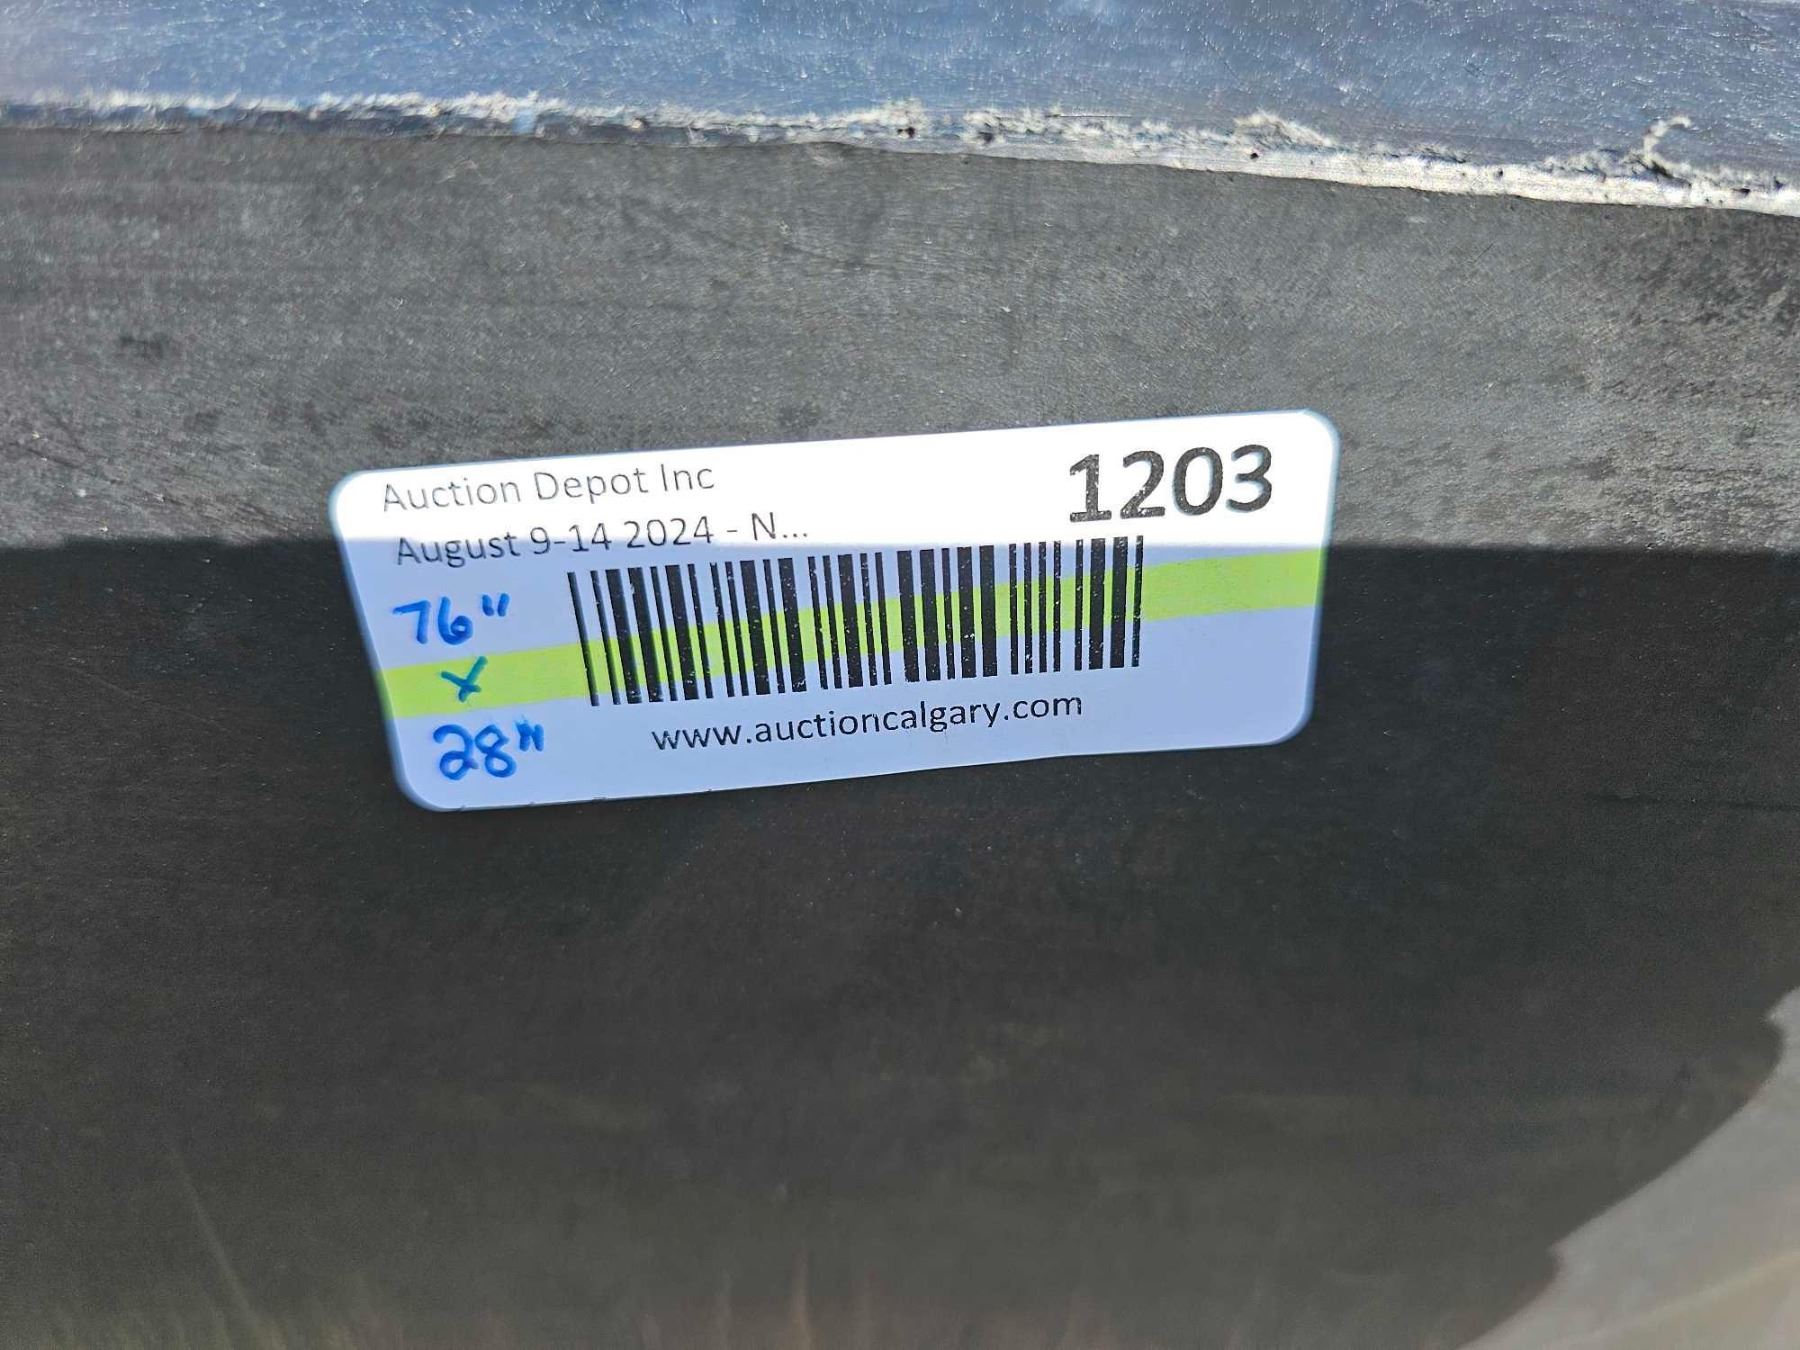 Auction Depot Inc
1203
August 9-14 2024 - N...
76"
x
28"
www.auctioncalgary.com